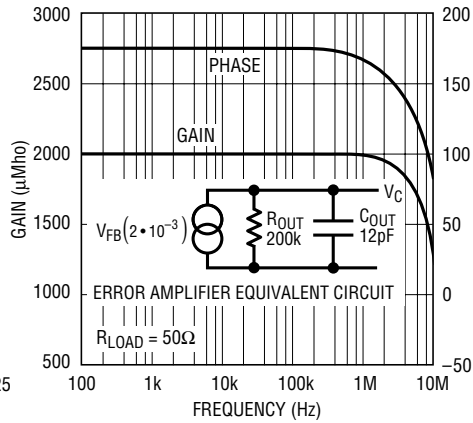 3000
2500
2000
1500
1000
500
GAIN (μMho)
200
150
100
50
0
–50
PHASE
GAIN
V_FB(2 • 10⁻³)
R_OUT
200k
V_C
C_OUT
12pF
ERROR AMPLIFIER EQUIVALENT CIRCUIT
R_LOAD = 50Ω
25
100 1k 10k 100k 1M 10M
FREQUENCY (Hz)